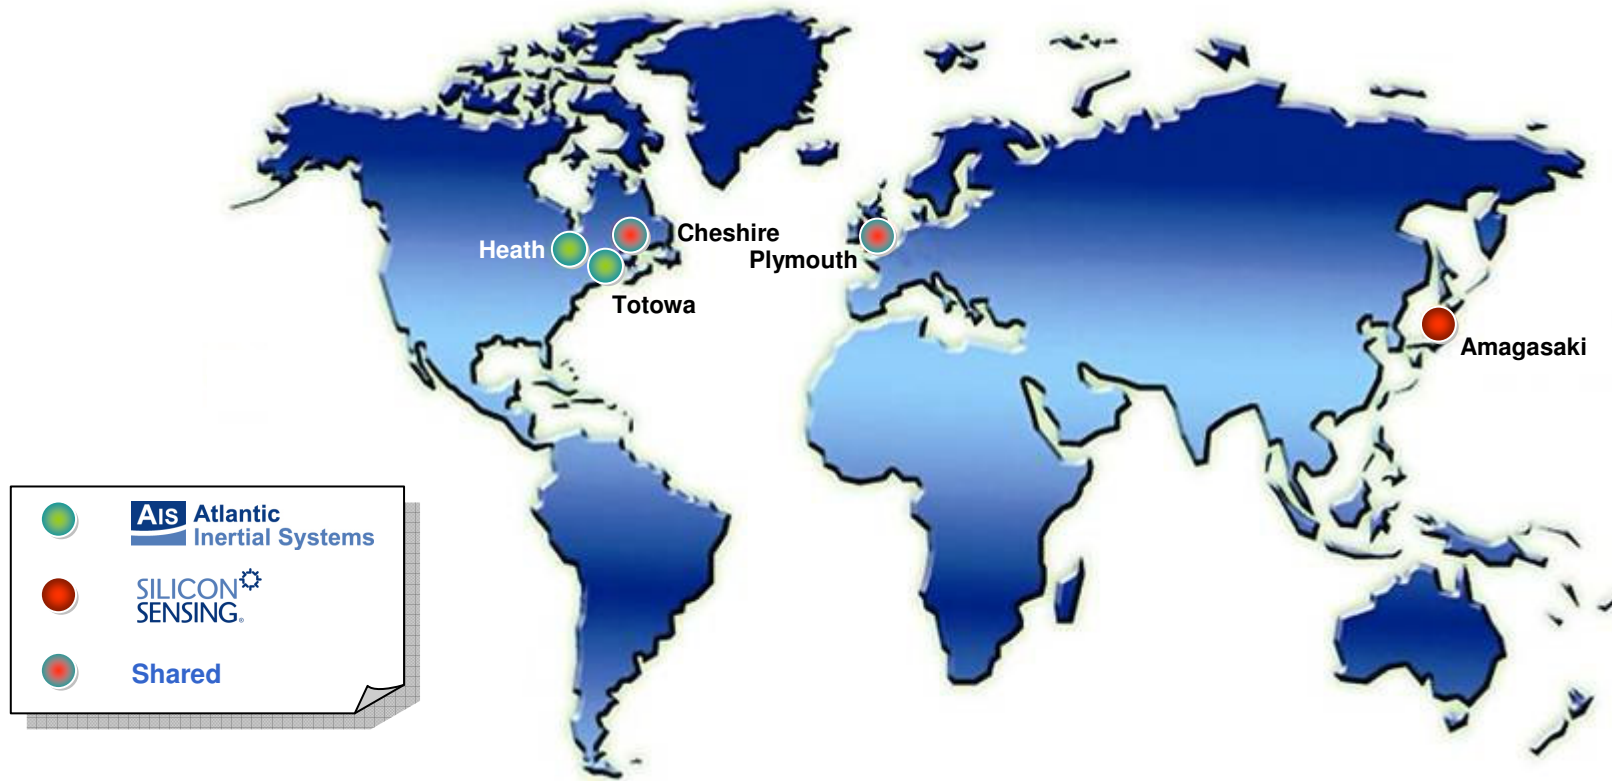 Heath
Cheshire
Plymouth
Totowa
Amagasaki
AIS Atlantic
Inertial Systems
SILICON
SENSING®
Shared